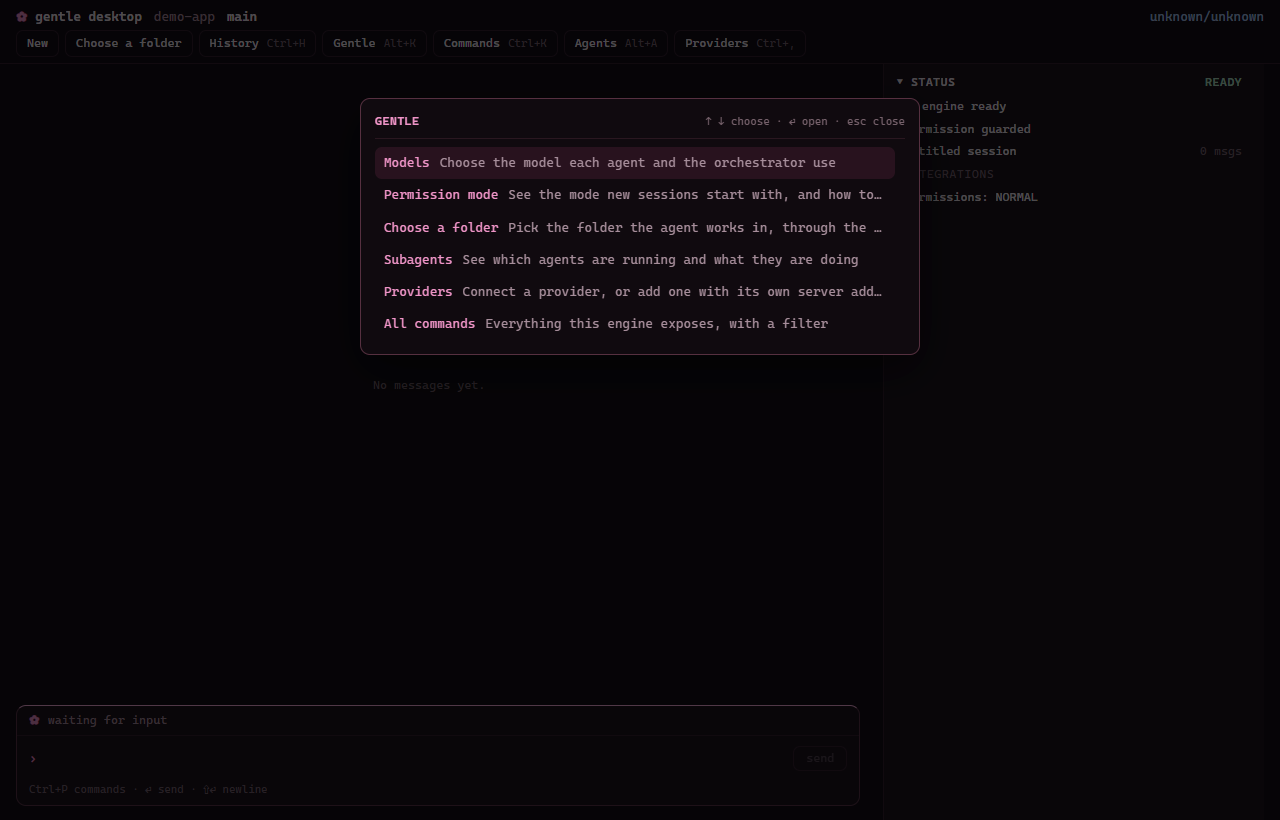 gentle desktop demo-app main unknown/unknown
New Choose a folder History Ctrl+H Gentle Alt+K Commands Ctrl+K Agents Alt+A Providers Ctrl+,
▾ STATUS READY
engine ready
GENTLE ↑↓ choose · ↵ open · esc close
rmission guarded
titled session 0 msgs
Models Choose the model each agent and the orchestrator use
TEGRATIONS
Permission mode See the mode new sessions start with, and how to…
rmissions: NORMAL
Choose a folder Pick the folder the agent works in, through the …
Subagents See which agents are running and what they are doing
Providers Connect a provider, or add one with its own server add…
All commands Everything this engine exposes, with a filter
No messages yet.
waiting for input
› send
Ctrl+P commands · ↵ send · ⇧↵ newline